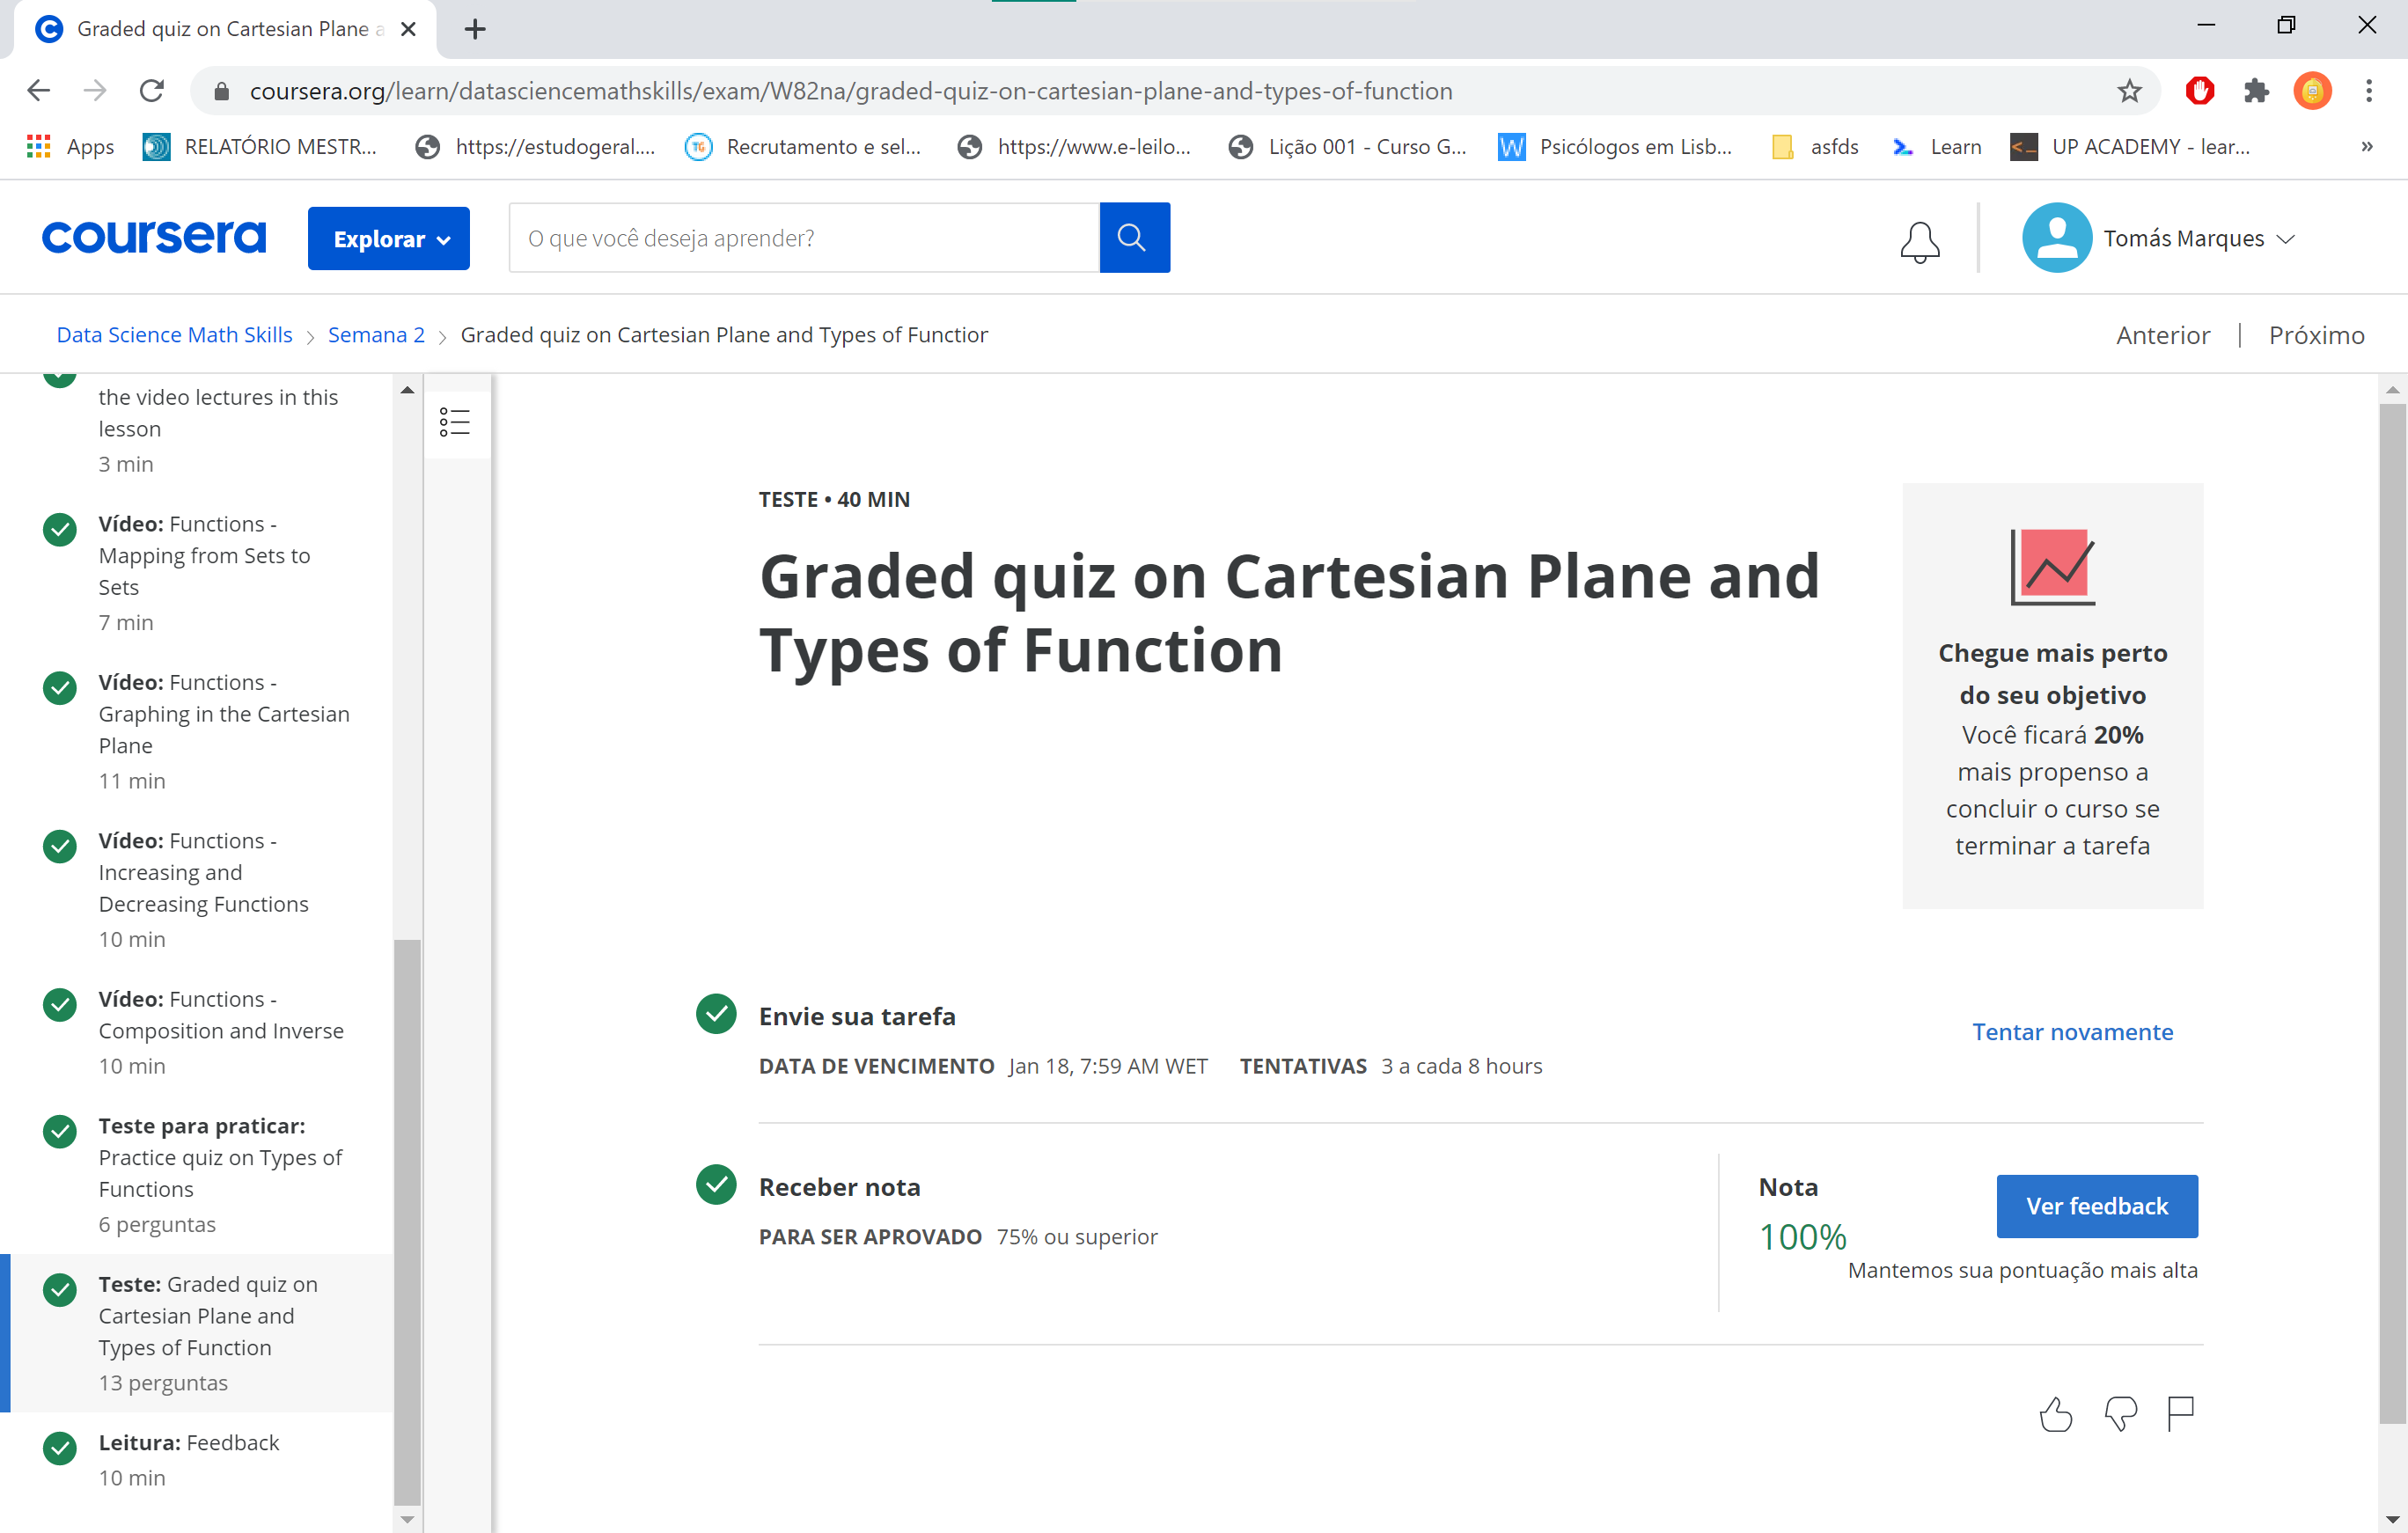 Graded quiz on Cartesian Plane a
coursera.org/learn/datasciencemathskills/exam/W82na/graded-quiz-on-cartesian-plane-and-types-of-function
Apps
RELATÓRIO MESTR...
https://estudogeral....
Recrutamento e sel...
https://www.e-leilo...
Lição 001 - Curso G...
Psicólogos em Lisb...
asfds
Learn
UP ACADEMY - lear...
»
coursera
Explorar
O que você deseja aprender?
Tomás Marques
Data Science Math Skills > Semana 2 > Graded quiz on Cartesian Plane and Types of Function
Anterior | Próximo
the video lectures in this
lesson
3 min
Vídeo: Functions -
Mapping from Sets to
Sets
7 min
Vídeo: Functions -
Graphing in the Cartesian
Plane
11 min
Vídeo: Functions -
Increasing and
Decreasing Functions
10 min
Vídeo: Functions -
Composition and Inverse
10 min
Teste para praticar:
Practice quiz on Types of
Functions
6 perguntas
Teste: Graded quiz on
Cartesian Plane and
Types of Function
13 perguntas
Leitura: Feedback
10 min
TESTE • 40 MIN
Graded quiz on Cartesian Plane and
Types of Function
Chegue mais perto
do seu objetivo
Você ficará 20%
mais propenso a
concluir o curso se
terminar a tarefa
Envie sua tarefa
DATA DE VENCIMENTO Jan 18, 7:59 AM WET TENTATIVAS 3 a cada 8 hours
Tentar novamente
Receber nota
PARA SER APROVADO 75% ou superior
Nota
100%
Ver feedback
Mantemos sua pontuação mais alta